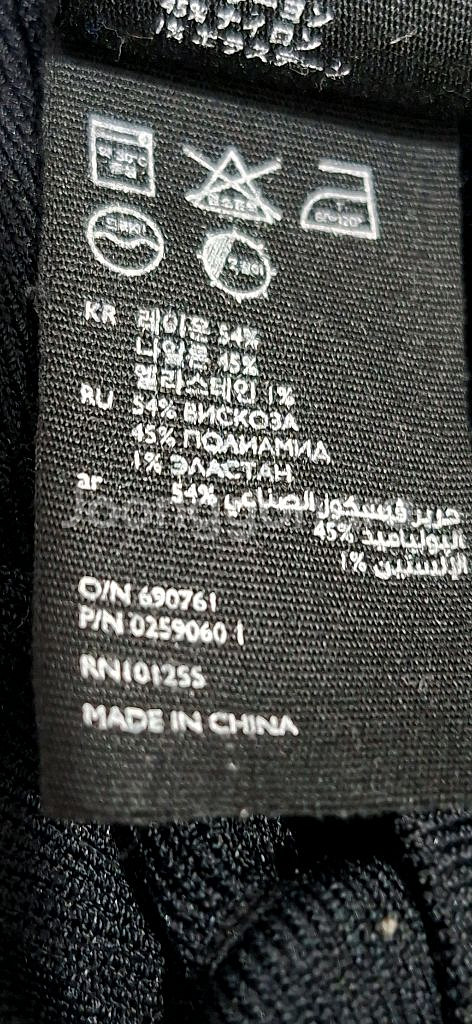 KR 레이온 54%
나일론 45%
엘라스테인 1%
RU 54% ВИСКОЗА
45% ПОЛИАМИД
1% ЭЛАСТАН
ar حرير فيسكوز الصناعي 54%
البولياميد 45%
الإلستين 1%
O/N 690761
P/N 0259060 1
RN101255
MADE IN CHINA